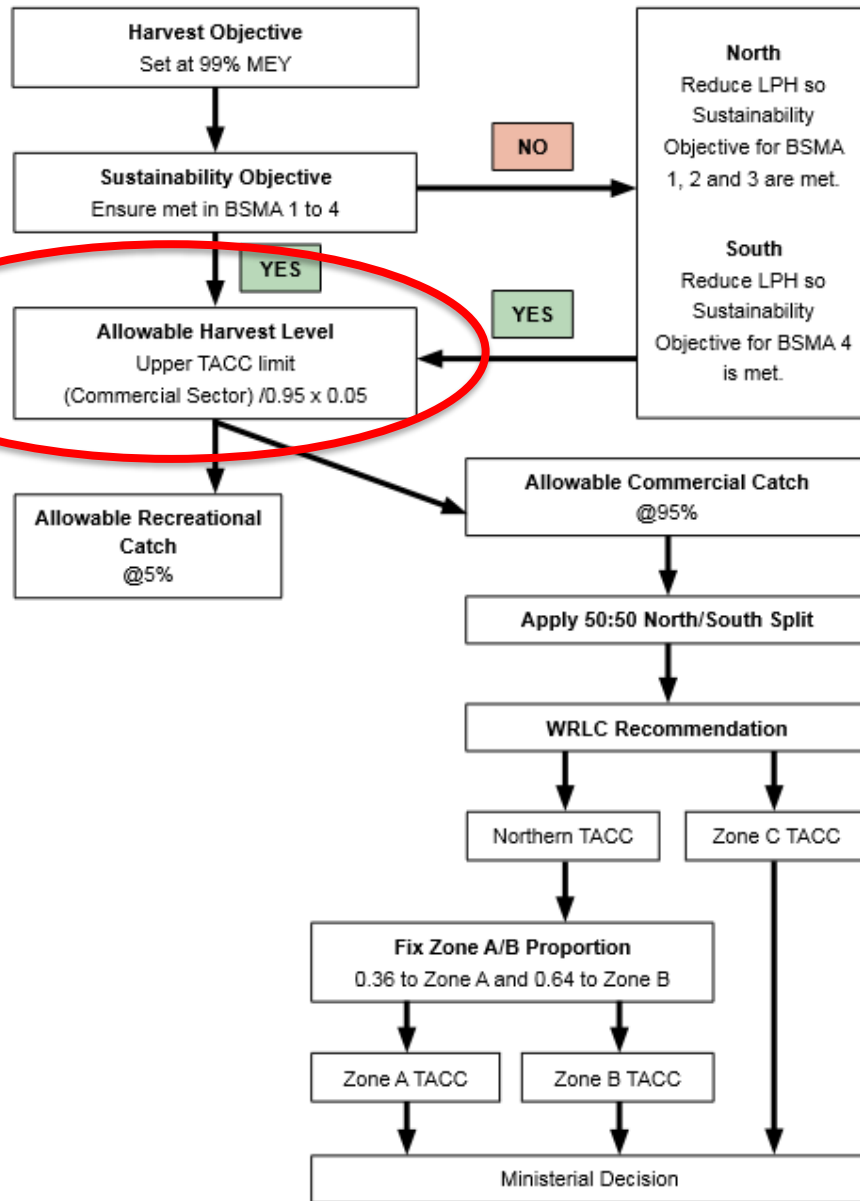 Harvest Objective
Set at 99% MEY
Sustainability Objective
Ensure met in BSMA 1 to 4
NO
North
Reduce LPH so
Sustainability
Objective for BSMA
1, 2 and 3 are met.
South
Reduce LPH so
Sustainability
Objective for BSMA 4
is met.
YES
YES
Allowable Harvest Level
Upper TACC limit
(Commercial Sector) /0.95 x 0.05
Allowable Recreational
Catch
@5%
Allowable Commercial Catch
@95%
Apply 50:50 North/South Split
WRLC Recommendation
Northern TACC
Zone C TACC
Fix Zone A/B Proportion
0.36 to Zone A and 0.64 to Zone B
Zone A TACC
Zone B TACC
Ministerial Decision